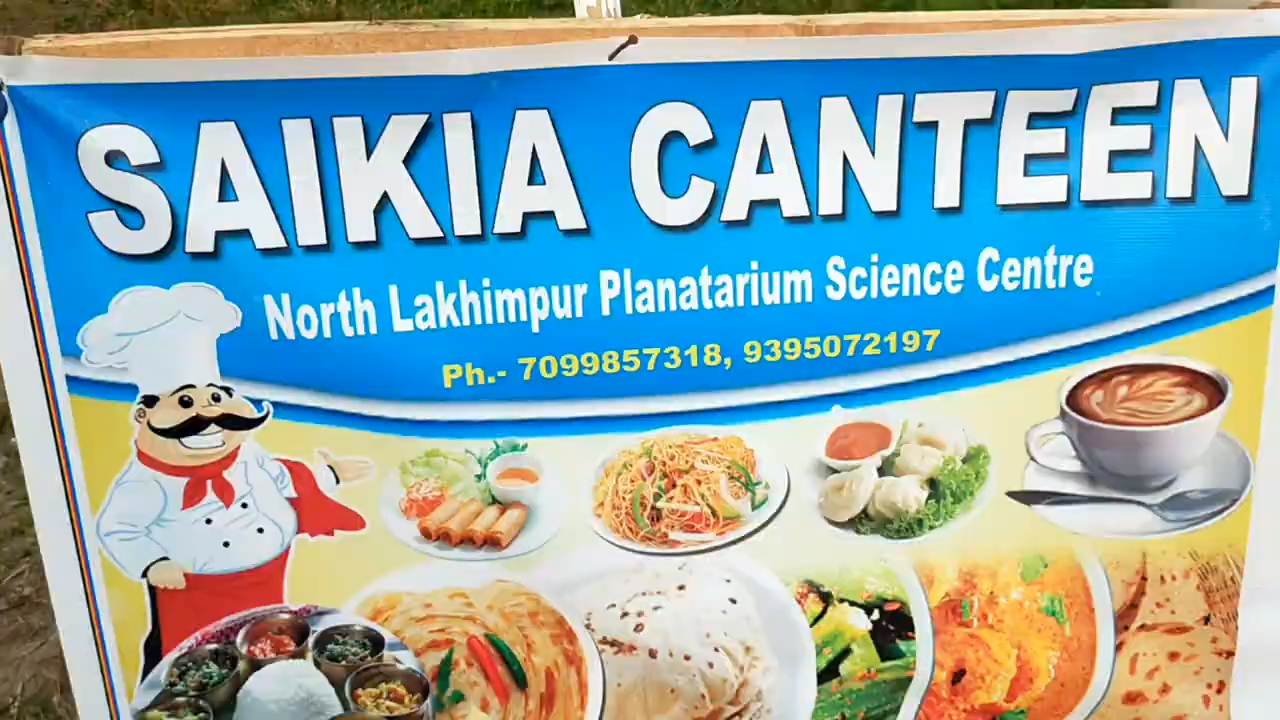 SAIKIA CANTEEN
North Lakhimpur Planatarium Science Centre
Ph.- 7099857318, 9395072197